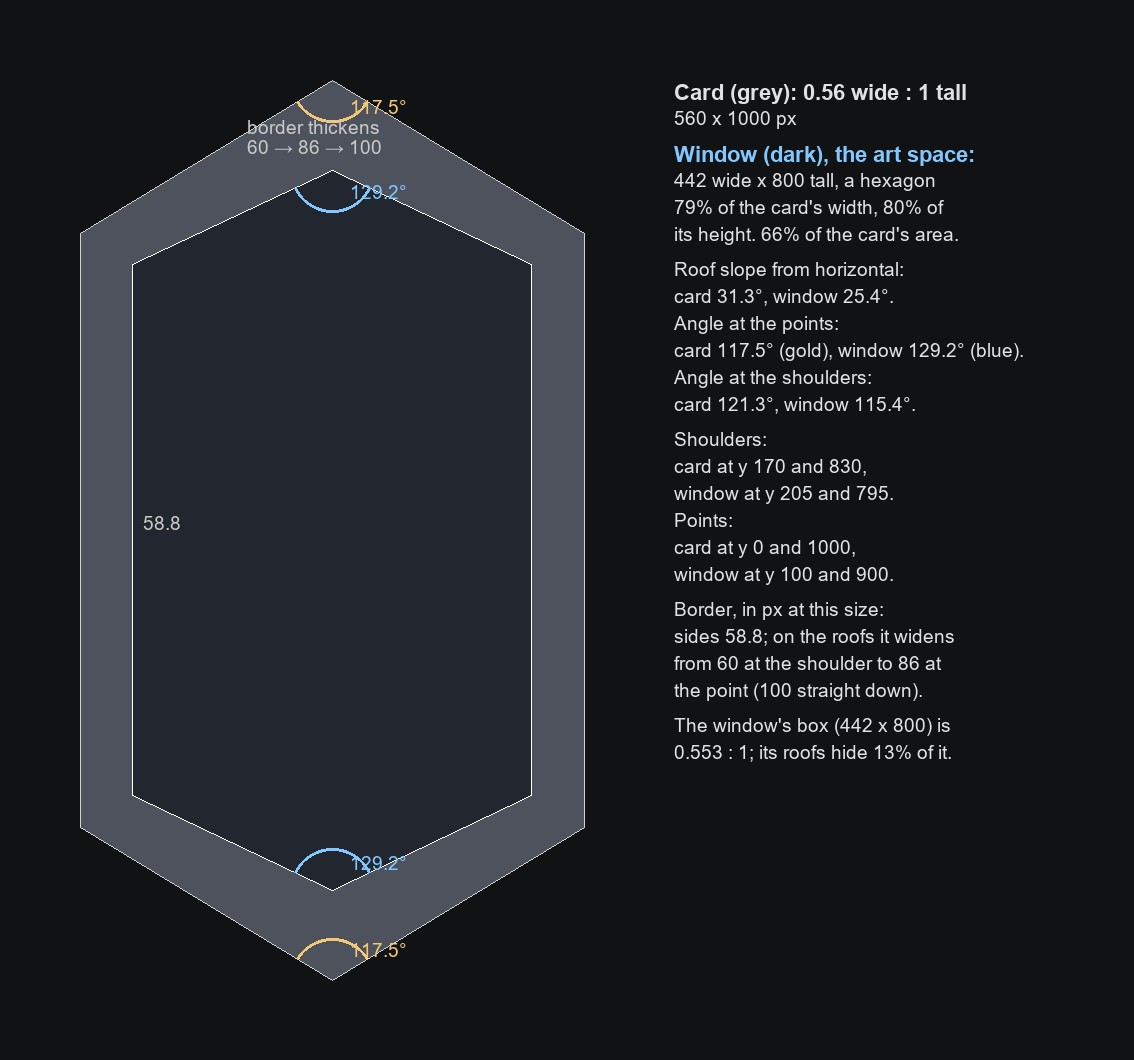 117.5°
border thickens
60 → 86 → 100
129.2°
58.8
129.2°
117.5°
Card (grey): 0.56 wide : 1 tall
560 x 1000 px
Window (dark), the art space:
442 wide x 800 tall, a hexagon
79% of the card's width, 80% of
its height. 66% of the card's area.
Roof slope from horizontal:
card 31.3°, window 25.4°.
Angle at the points:
card 117.5° (gold), window 129.2° (blue).
Angle at the shoulders:
card 121.3°, window 115.4°.
Shoulders:
card at y 170 and 830,
window at y 205 and 795.
Points:
card at y 0 and 1000,
window at y 100 and 900.
Border, in px at this size:
sides 58.8; on the roofs it widens
from 60 at the shoulder to 86 at
the point (100 straight down).
The window's box (442 x 800) is
0.553 : 1; its roofs hide 13% of it.